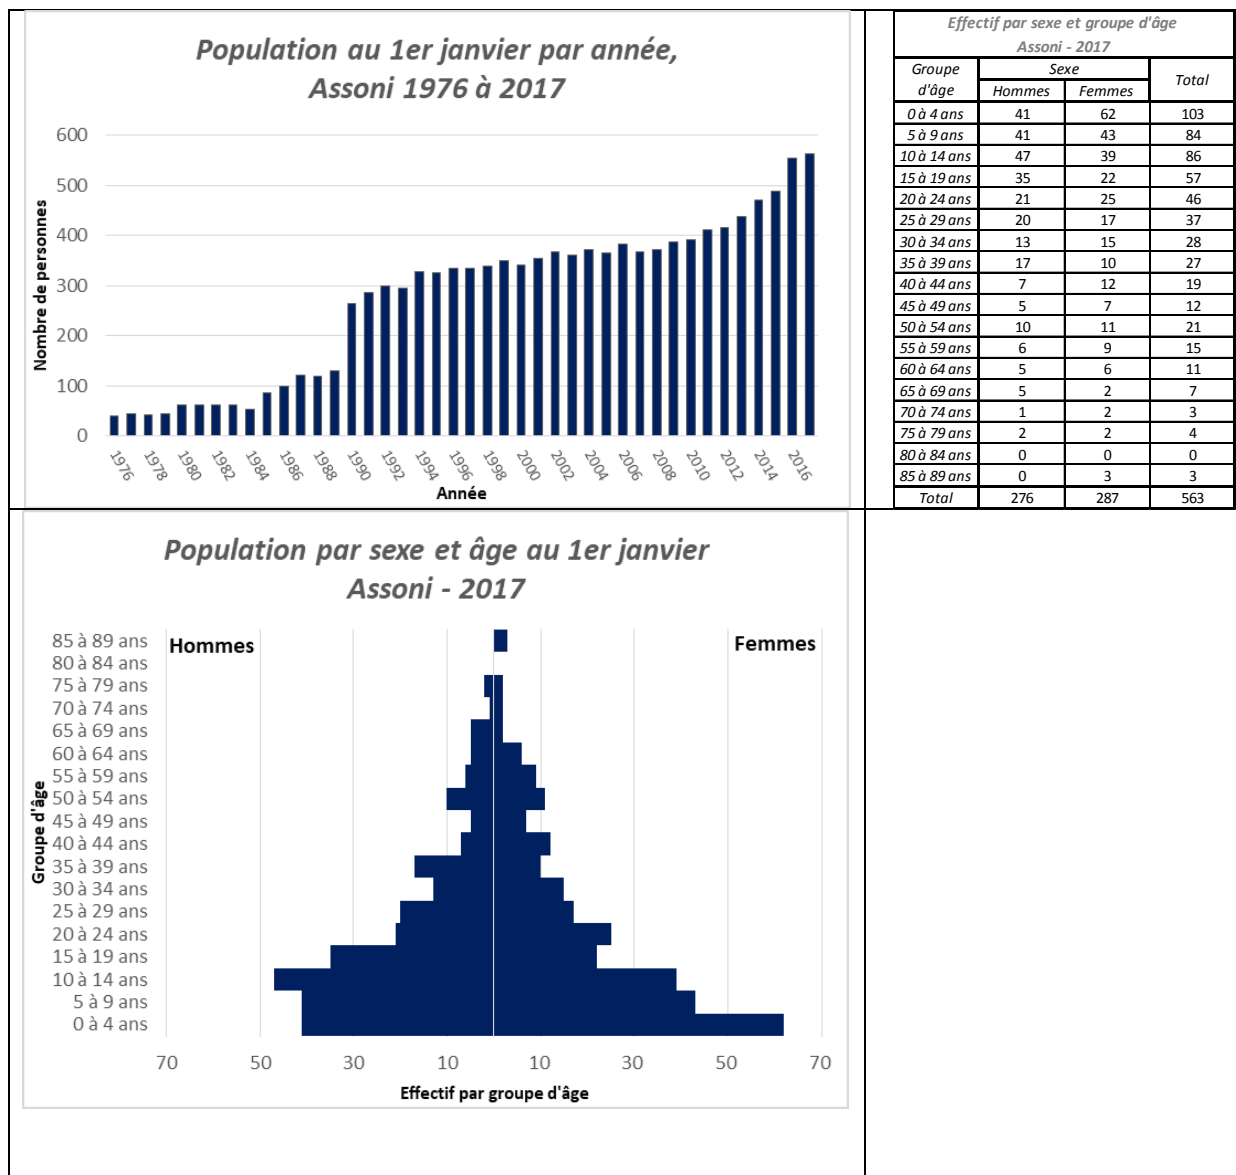 Population au 1er janvier par année,
Assoni 1976 à 2017
Nombre de personnes
600
500
400
300
200
100
0
1976 1978 1980 1982 1984 1986 1988 1990 1992 1994 1996 1998 2000 2002 2004 2006 2008 2010 2012 2014 2016
Année
Effectif par sexe et groupe d'âge
Assoni - 2017
Groupe d'âge Sexe Total
Hommes Femmes
0 à 4 ans 41 62 103
5 à 9 ans 41 43 84
10 à 14 ans 47 39 86
15 à 19 ans 35 22 57
20 à 24 ans 21 25 46
25 à 29 ans 20 17 37
30 à 34 ans 13 15 28
35 à 39 ans 17 10 27
40 à 44 ans 7 12 19
45 à 49 ans 5 7 12
50 à 54 ans 10 11 21
55 à 59 ans 6 9 15
60 à 64 ans 5 6 11
65 à 69 ans 5 2 7
70 à 74 ans 1 2 3
75 à 79 ans 2 2 4
80 à 84 ans 0 0 0
85 à 89 ans 0 3 3
Total 276 287 563
Population par sexe et âge au 1er janvier
Assoni - 2017
Hommes Femmes
Groupe d'âge
85 à 89 ans
80 à 84 ans
75 à 79 ans
70 à 74 ans
65 à 69 ans
60 à 64 ans
55 à 59 ans
50 à 54 ans
45 à 49 ans
40 à 44 ans
35 à 39 ans
30 à 34 ans
25 à 29 ans
20 à 24 ans
15 à 19 ans
10 à 14 ans
5 à 9 ans
0 à 4 ans
70 50 30 10 10 30 50 70
Effectif par groupe d'âge